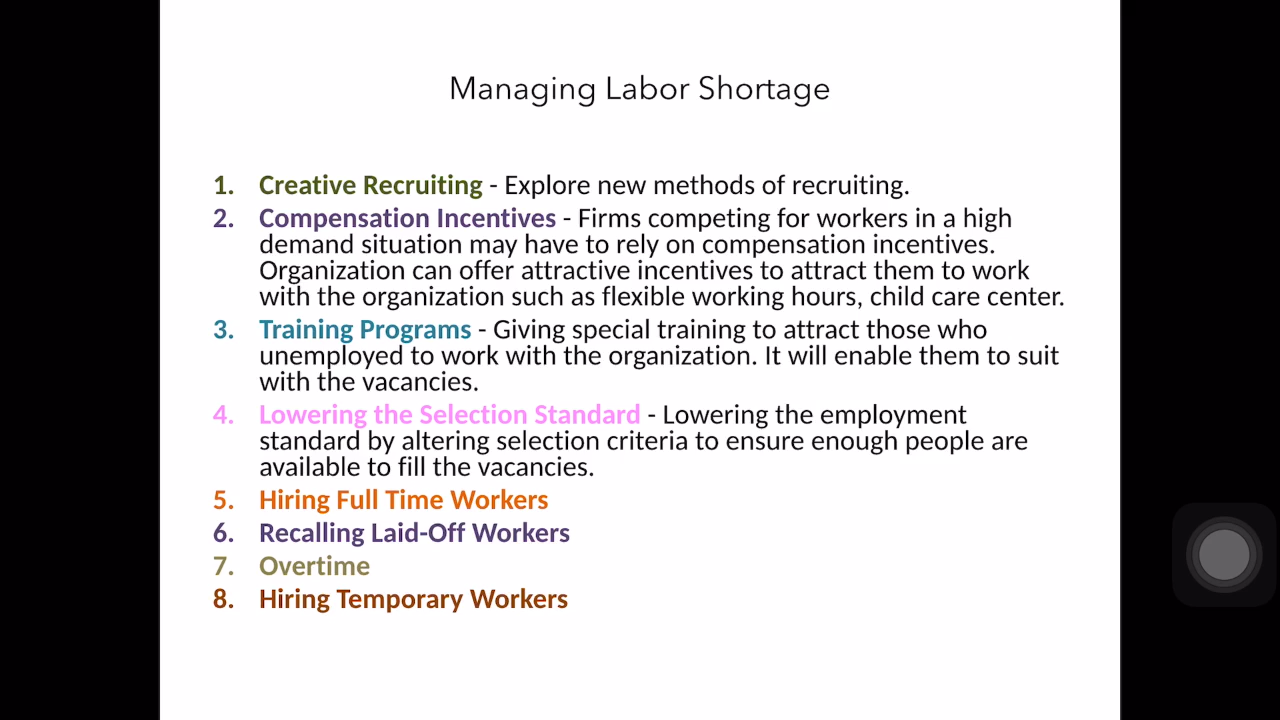 Managing Labor Shortage
1. Creative Recruiting - Explore new methods of recruiting.
2. Compensation Incentives - Firms competing for workers in a high
demand situation may have to rely on compensation incentives.
Organization can offer attractive incentives to attract them to work
with the organization such as flexible working hours, child care center.
3. Training Programs - Giving special training to attract those who
unemployed to work with the organization. It will enable them to suit
with the vacancies.
4. Lowering the Selection Standard - Lowering the employment
standard by altering selection criteria to ensure enough people are
available to fill the vacancies.
5. Hiring Full Time Workers
6. Recalling Laid-Off Workers
7. Overtime
8. Hiring Temporary Workers